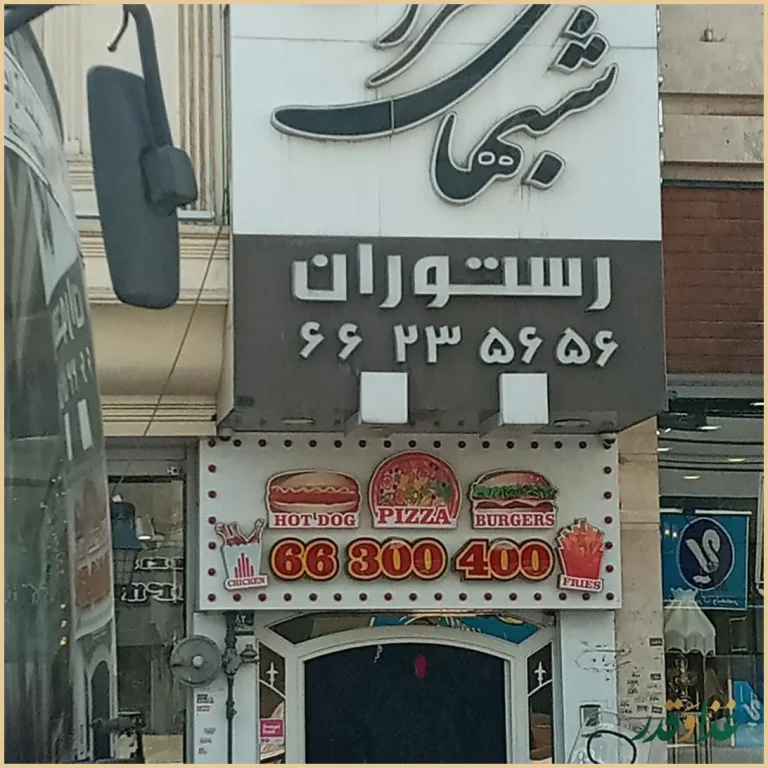 شبهای
رستوران
۶۶ ۲۳ ۵۶ ۵۶
HOT DOG
PIZZA
BURGERS
CHICKEN
66 300 400
FRIES